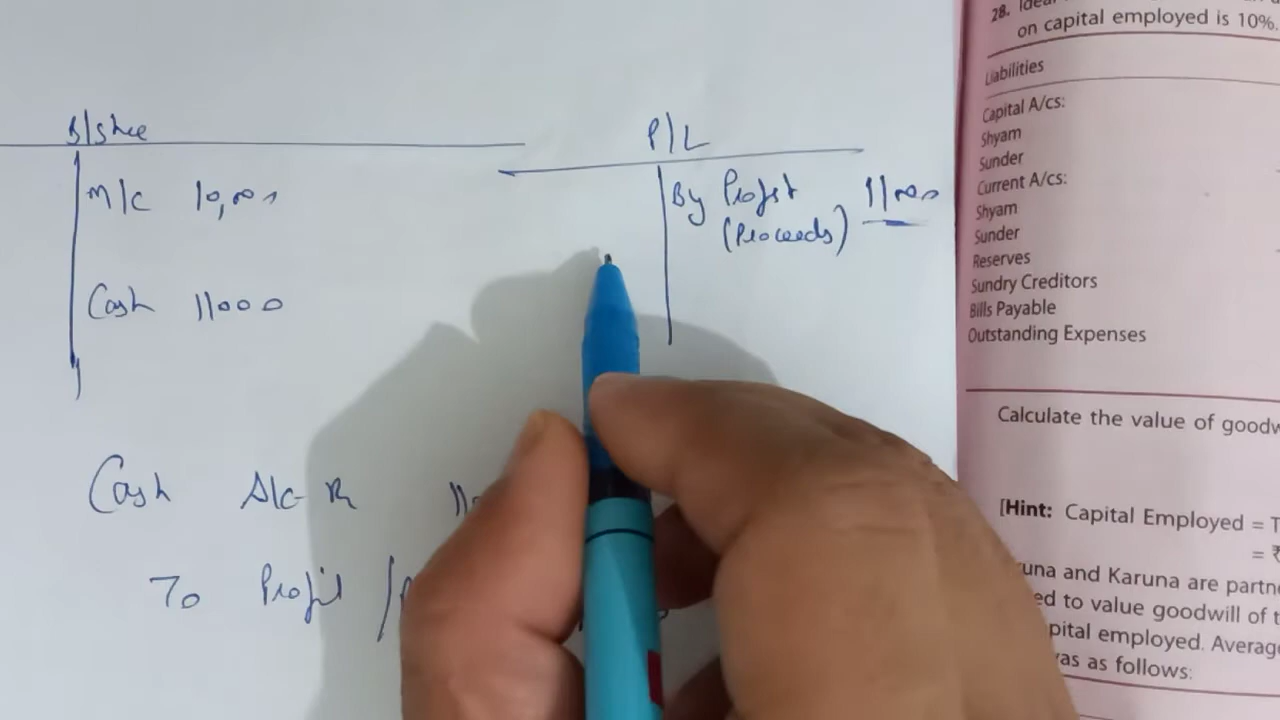 B/Shee
M/c 10,000
Cash 11000
Cash A/c Dr 11
To Profit /
P/L
By Profit 11000
(Proceeds)
28.
on capital employed is 10%.
Liabilities
Capital A/cs:
Shyam
Sunder
Current A/cs:
Shyam
Sunder
Reserves
Sundry Creditors
Bills Payable
Outstanding Expenses
Calculate the value of goodw
[Hint: Capital Employed = T
= ₹
una and Karuna are partne
ed to value goodwill of t
pital employed. Average
as as follows: